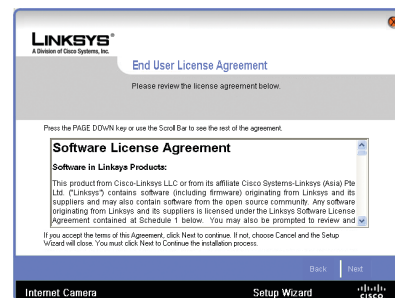 LINKSYS®
A Division of Cisco Systems, Inc.
End User License Agreement
Please review the license agreement below.
Press the PAGE DOWN key or use the Scroll Bar to see the rest of the agreement.
Software License Agreement
Software in Linksys Products:
This product from Cisco-Linksys LLC or from its affiliate Cisco Systems-Linksys (Asia) Pte
Ltd. ("Linksys") contains software (including firmware) originating from Linksys and its
suppliers and may also contain software from the open source community. Any software
originating from Linksys and its suppliers is licensed under the Linksys Software License
Agreement contained at Schedule 1 below. You may also be prompted to review and
If you accept the terms of this Agreement, click Next to continue. If not, choose Cancel and the Setup
Wizard will close. You must click Next to Continue the installation process.
Back Next
Internet Camera Setup Wizard CISCO